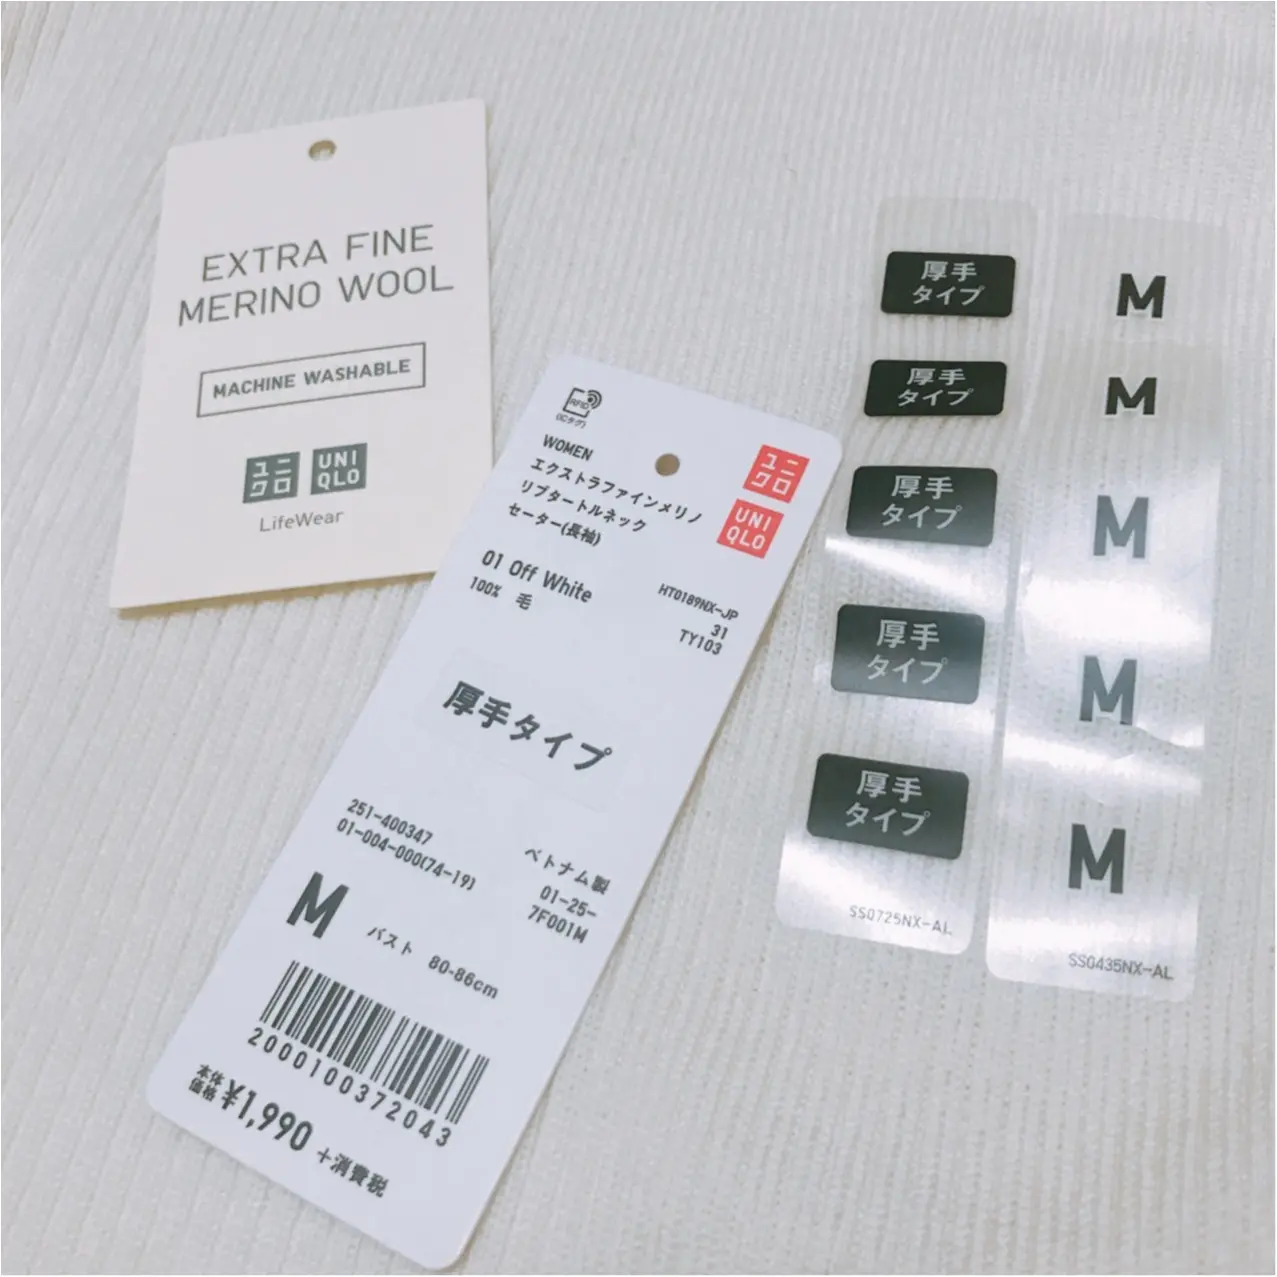 EXTRA FINE
MERINO WOOL
MACHINE WASHABLE
ユニ
クロ
UNI
QLO
LifeWear
RFID
(ICタグ)
WOMEN
エクストラファインメリノ
リブタートルネック
セーター(長袖)
ユニ
クロ
UNI
QLO
01 Off White
100% 毛
HT0189NX-JP
31
TY103
厚手タイプ
251-400347
01-004-000(74-19)
ベトナム製
01-25-
7F001M
M
バスト 80-86cm
2000100372043
本体
価格 ¥1,990 +消費税
厚手
タイプ
厚手
タイプ
厚手
タイプ
厚手
タイプ
厚手
タイプ
SS0725NX-AL
M
M
M
M
M
SS0435NX-AL